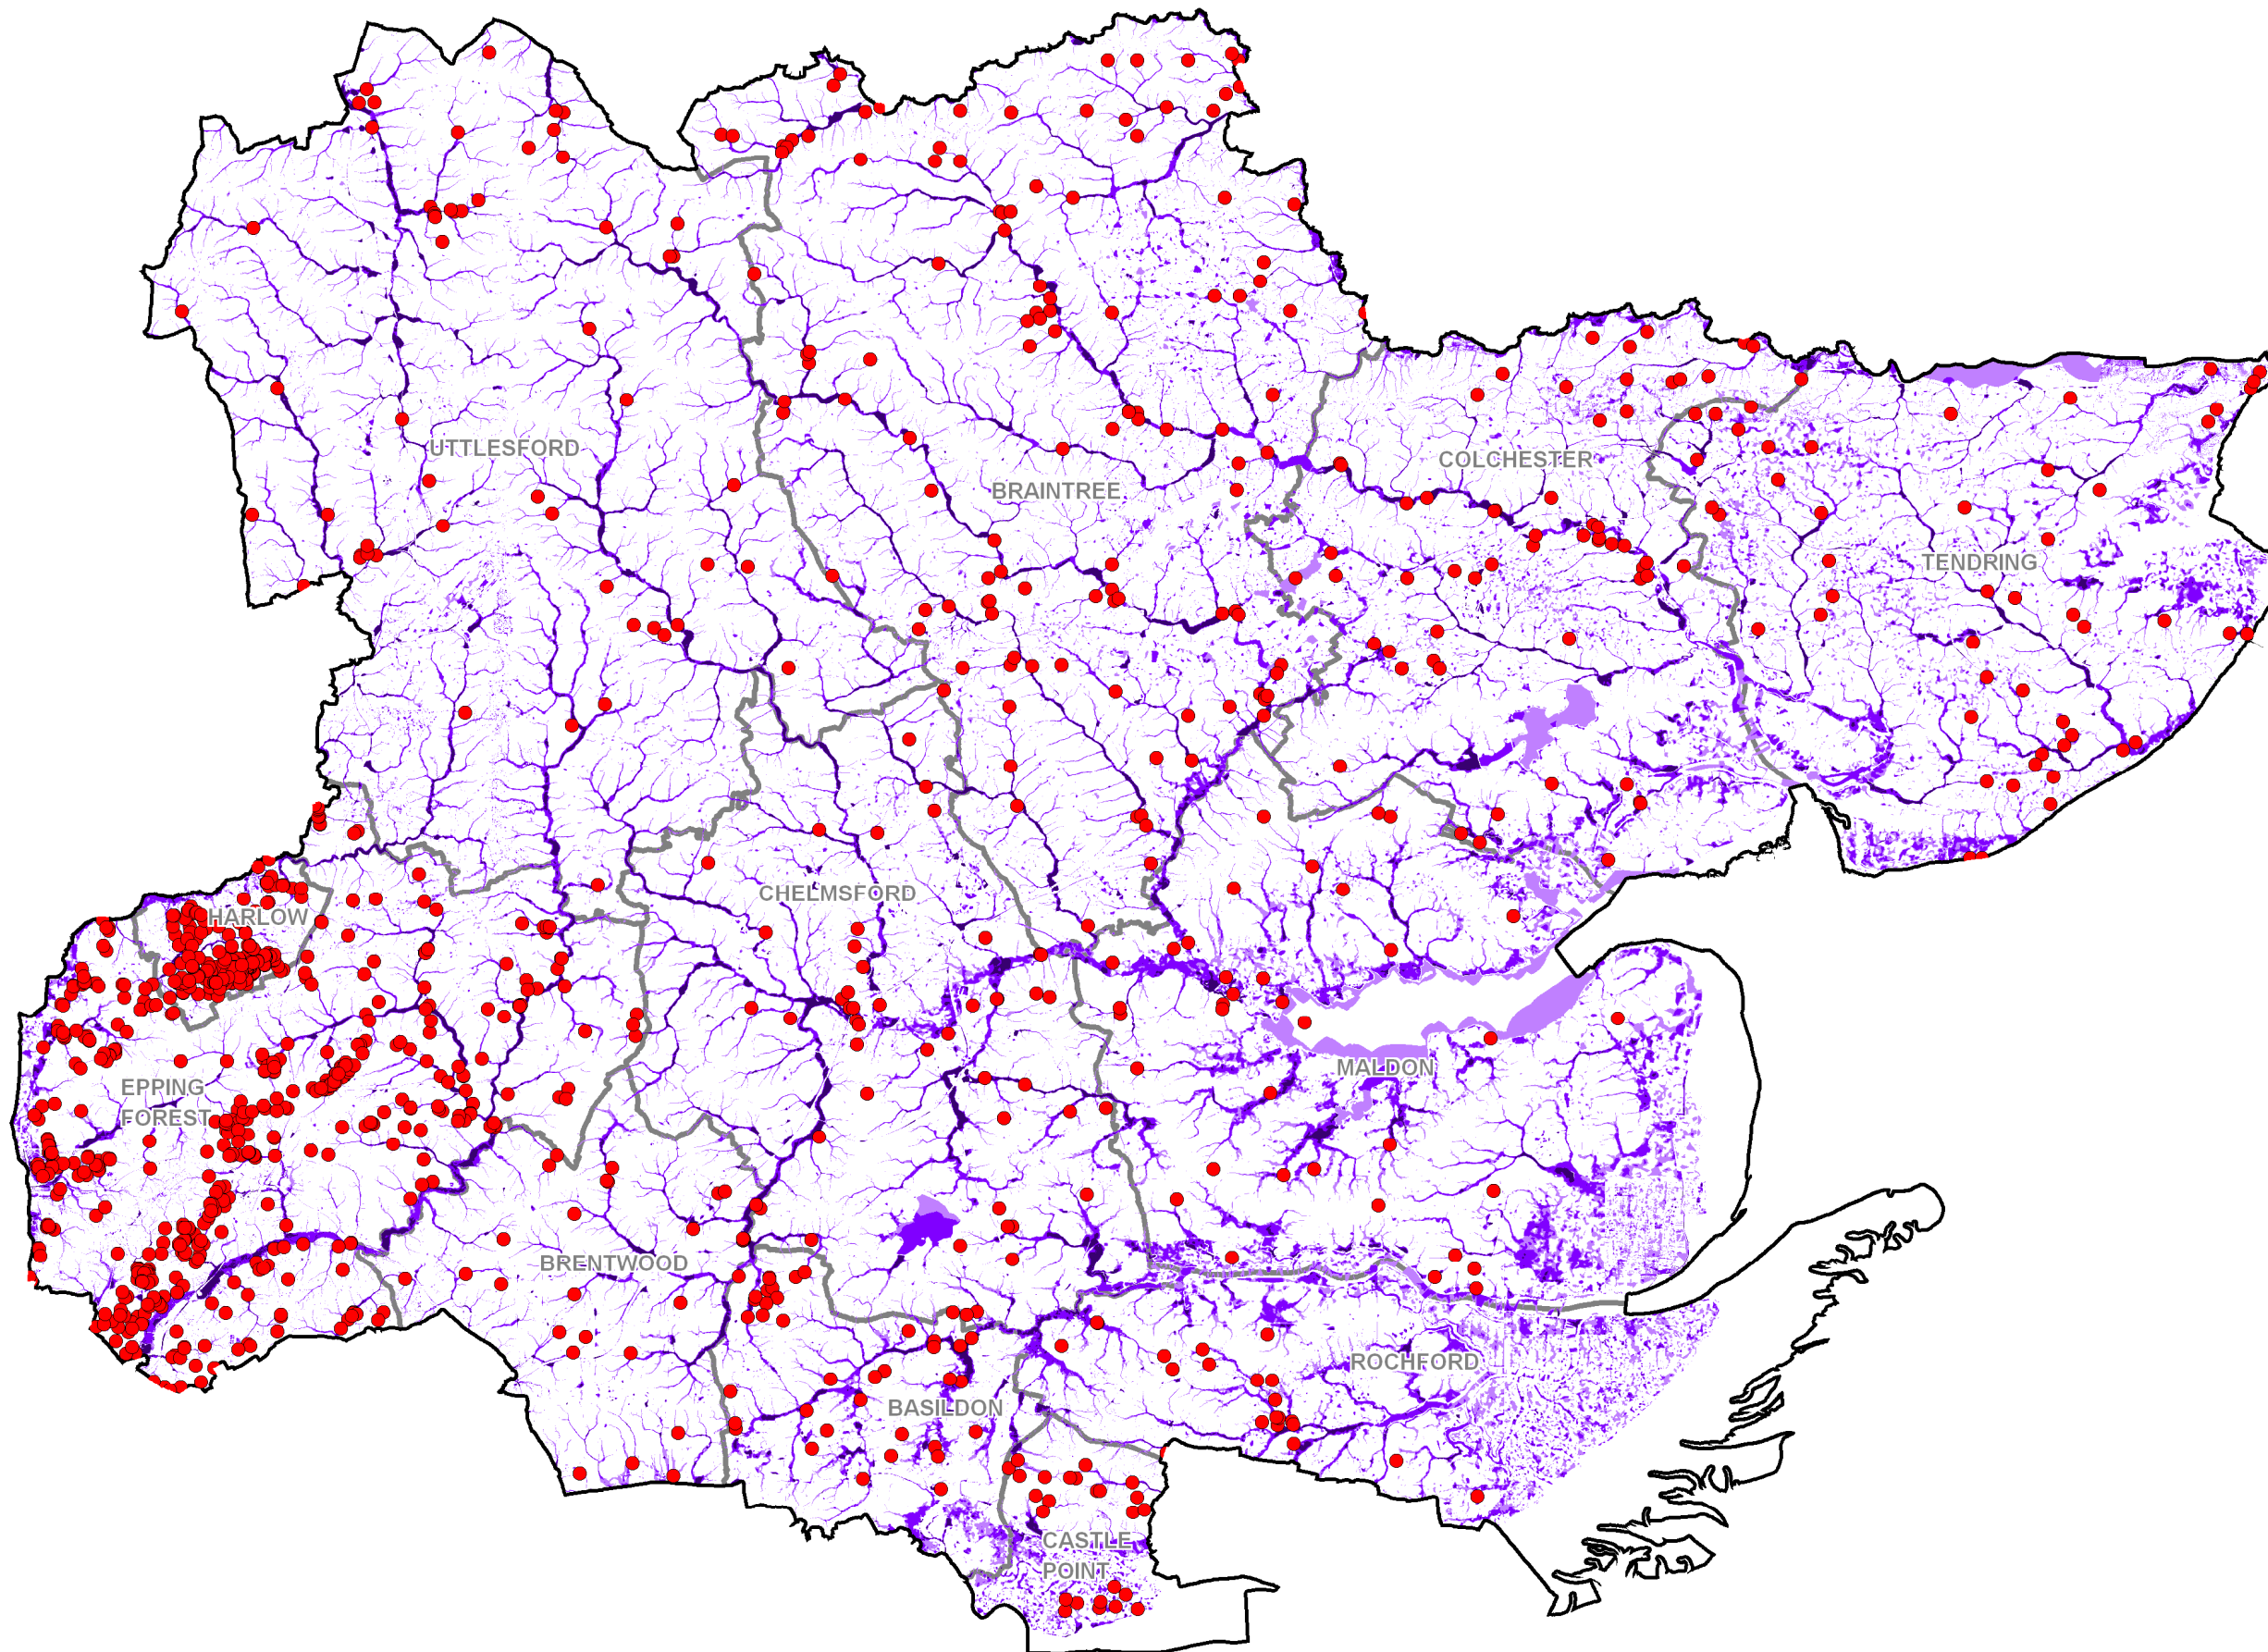 UTTLESFORD
COLCHESTER
BRAINTREE
TENDRING
CHELMSFORD
HARLOW
MALDON
EPPING
FOREST
BRENTWOOD
ROCHFORD
BASILDON
CASTLE
POINT